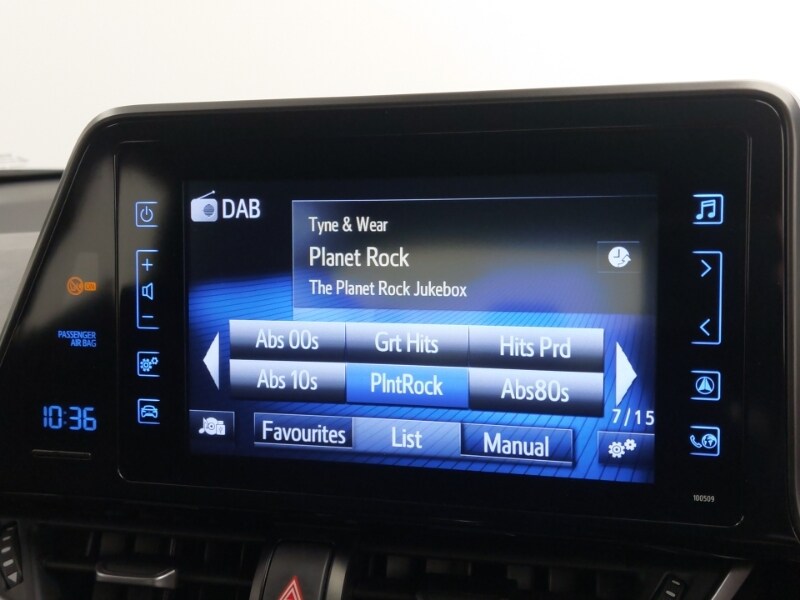 DAB
Tyne & Wear
Planet Rock
The Planet Rock Jukebox
Abs 00s Grt Hits Hits Prd
Abs 10s PlntRock Abs80s
7/15
Favourites List Manual
+
-
ON
PASSENGER
AIR BAG
10:36
100509